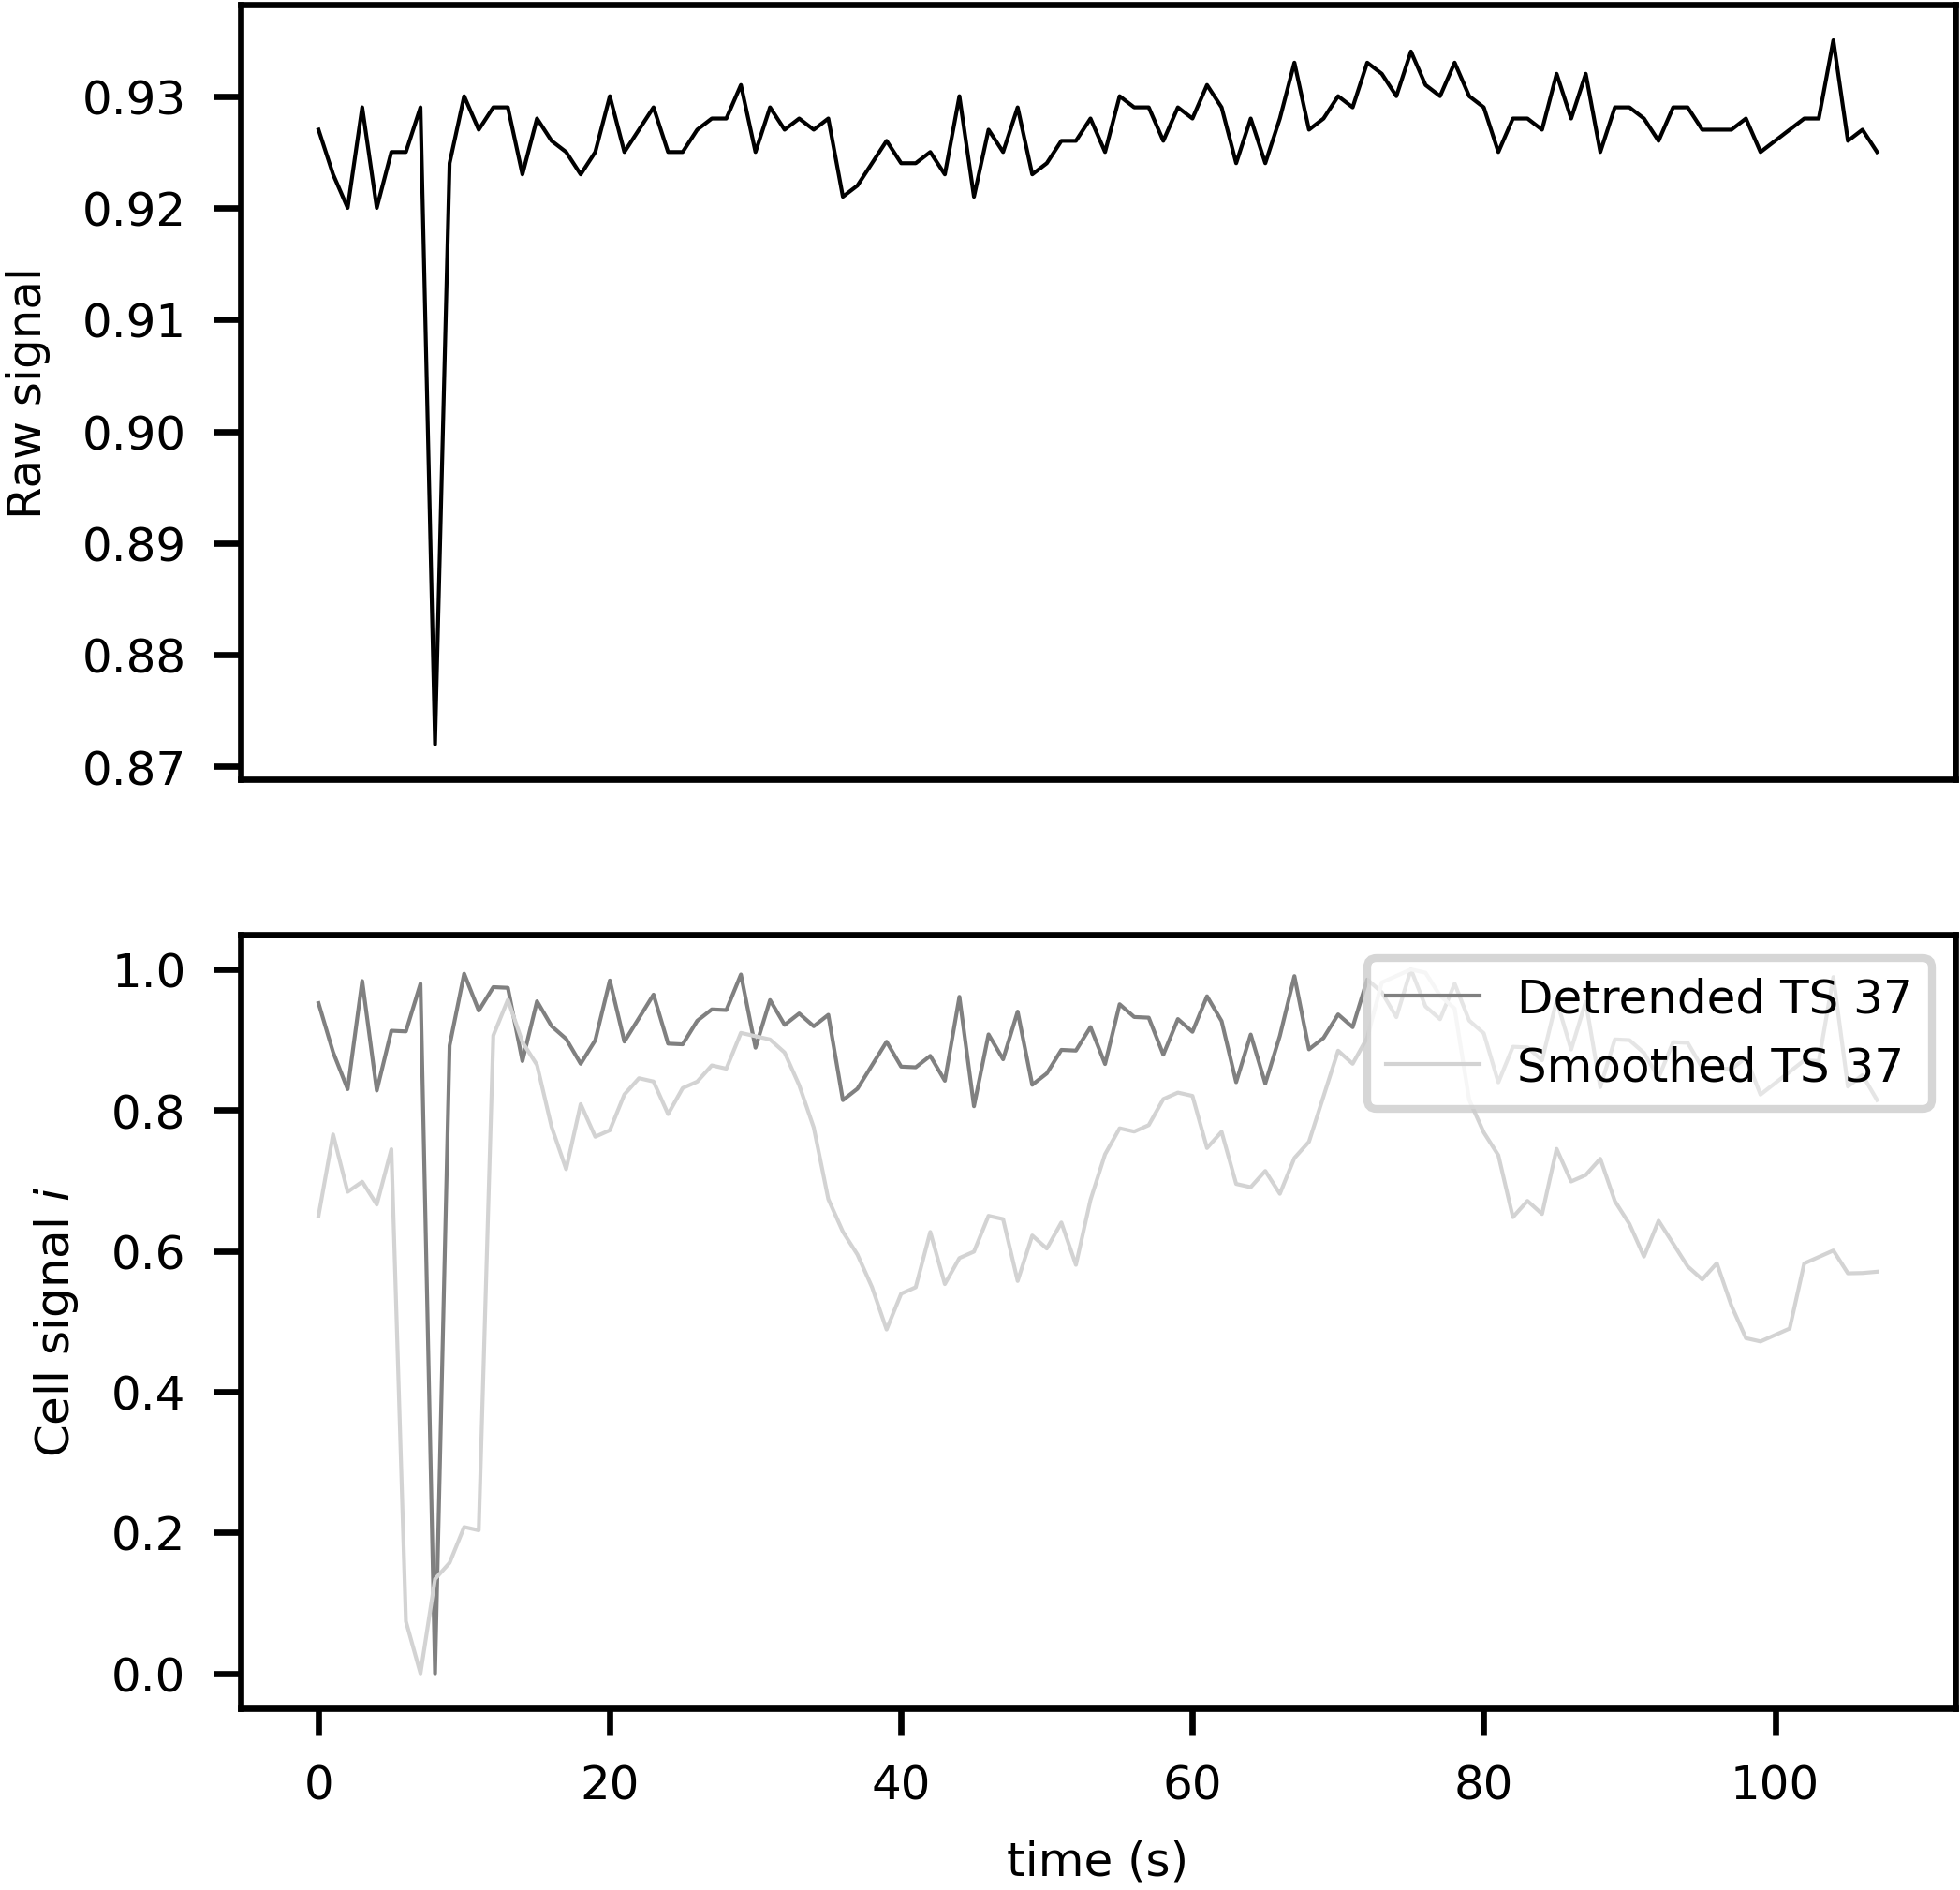 Raw signal
0.93
0.92
0.91
0.90
0.89
0.88
0.87
Cell signal i
1.0
0.8
0.6
0.4
0.2
0.0
Detrended TS 37
Smoothed TS 37
0 20 40 60 80 100
time (s)